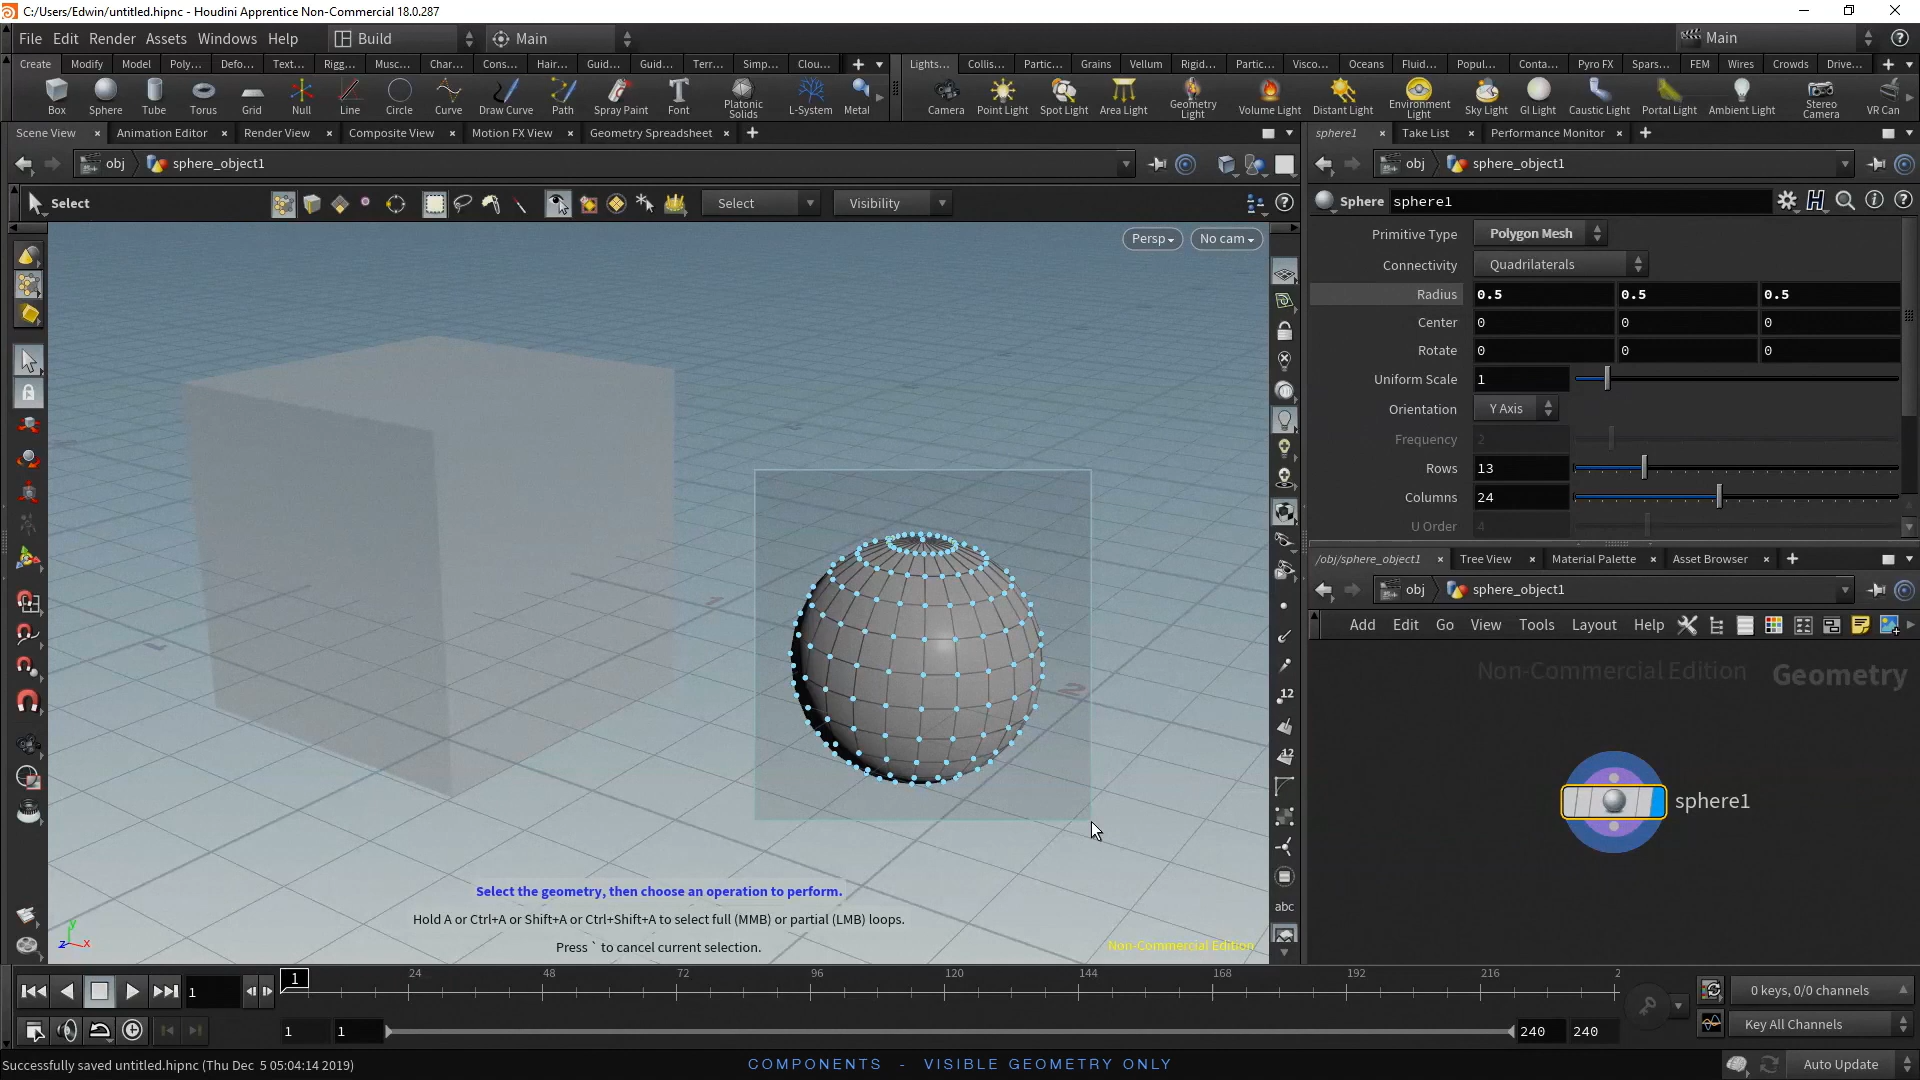 C:/Users/Edwin/untitled.hipnc - Houdini Apprentice Non-Commercial 18.0.287
File Edit Render Assets Windows Help Build Main Main
Create Modify Model Poly... Defo... Text... Rigg... Musc... Char... Cons... Hair... Guid... Guid... Terr... Simp... Clou...
Lights... Collis... Partic... Grains Vellum Rigid... Partic... Visco... Oceans Fluid... Popul... Conta... Pyro FX Spars... FEM Wires Crowds Drive...
Box Sphere Tube Torus Grid Null Line Circle Curve Draw Curve Path Spray Paint Font Platonic Solids L-System Metal
Camera Point Light Spot Light Area Light Geometry Light Volume Light Distant Light Environment Light Sky Light GI Light Caustic Light Portal Light Ambient Light Stereo Camera VR Can
Scene View Animation Editor Render View Composite View Motion FX View Geometry Spreadsheet
sphere1 Take List Performance Monitor
obj sphere_object1
obj sphere_object1
Select Select Visibility
Sphere sphere1
Persp No cam
Primitive Type Polygon Mesh
Connectivity Quadrilaterals
Radius 0.5 0.5 0.5
Center 0 0 0
Rotate 0 0 0
Uniform Scale 1
Orientation Y Axis
Frequency 2
Rows 13
Columns 24
U Order 4
/obj/sphere_object1 Tree View Material Palette Asset Browser
obj sphere_object1
Add Edit Go View Tools Layout Help
Non-Commercial Edition Geometry
sphere1
1
2
12
12
abc
Select the geometry, then choose an operation to perform.
Hold A or Ctrl+A or Shift+A or Ctrl+Shift+A to select full (MMB) or partial (LMB) loops.
Press ` to cancel current selection.
Non-Commercial Edition
y
z x
1 1 24 48 72 96 120 144 168 192 216 2
0 keys, 0/0 channels
1 1 240 240
Key All Channels
Successfully saved untitled.hipnc (Thu Dec 5 05:04:14 2019)
COMPONENTS - VISIBLE GEOMETRY ONLY
Auto Update